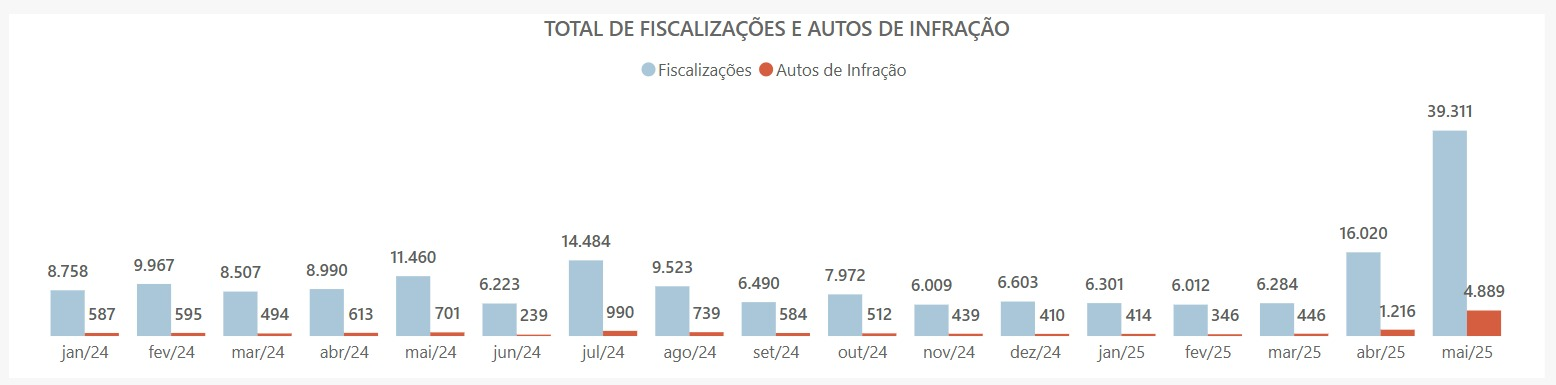 TOTAL DE FISCALIZAÇÕES E AUTOS DE INFRAÇÃO
Fiscalizações Autos de Infração
8.758 587 9.967 595 8.507 494 8.990 613 11.460 701 6.223 239 14.484 990 9.523 739 6.490 584 7.972 512 6.009 439 6.603 410 6.301 414 6.012 346 6.284 446 16.020 1.216 39.311 4.889
jan/24 fev/24 mar/24 abr/24 mai/24 jun/24 jul/24 ago/24 set/24 out/24 nov/24 dez/24 jan/25 fev/25 mar/25 abr/25 mai/25